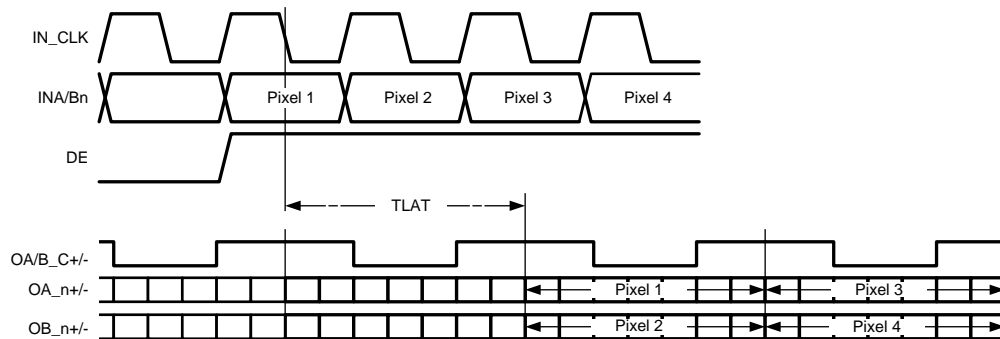 IN_CLK
INA/Bn
Pixel 1
Pixel 2
Pixel 3
Pixel 4
DE
TLAT
OA/B_C+/-
OA_n+/-
Pixel 1
Pixel 3
OB_n+/-
Pixel 2
Pixel 4